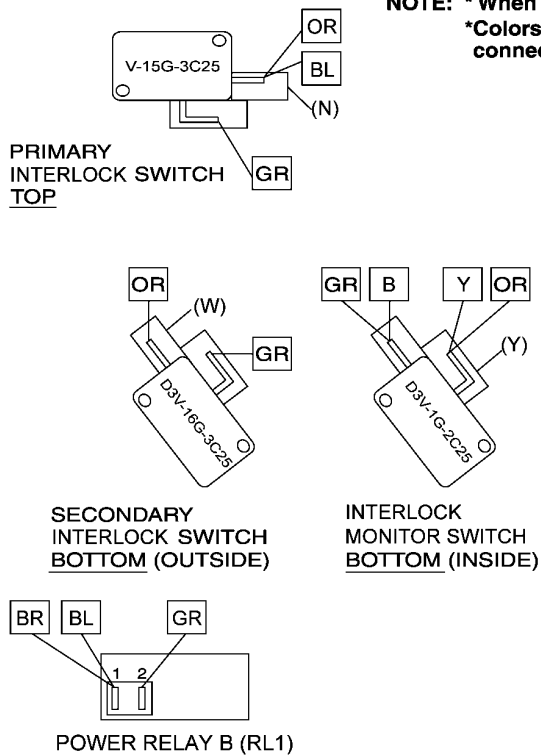 NOTE: * When
*Colors
connec
OR
V-15G-3C25
BL
(N)
PRIMARY
INTERLOCK SWITCH
TOP
GR
OR
(W)
GR
D3V-16G-3C25
SECONDARY
INTERLOCK SWITCH
BOTTOM (OUTSIDE)
GR B Y OR
(Y)
D3V-1G-2C25
INTERLOCK
MONITOR SWITCH
BOTTOM (INSIDE)
BR BL GR
1 2
POWER RELAY B (RL1)